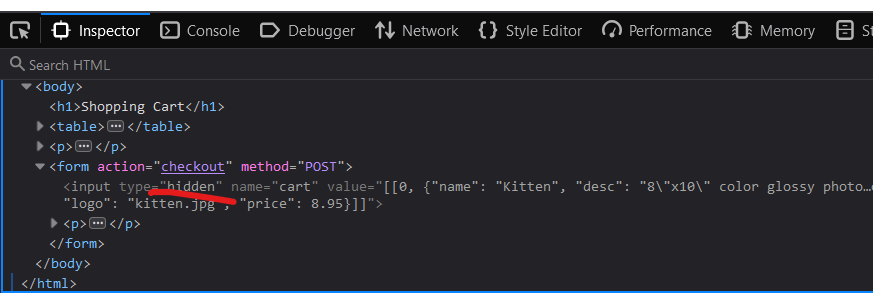 Inspector Console Debugger Network Style Editor Performance Memory St
Search HTML
<body>
<h1>Shopping Cart</h1>
<table>…</table>
<p>…</p>
<form action="checkout" method="POST">
<input type="hidden" name="cart" value="[[0, {"name": "Kitten", "desc": "8\"x10\" color glossy photo…
"logo": "kitten.jpg", "price": 8.95}]]">
<p>…</p>
</form>
</body>
</html>